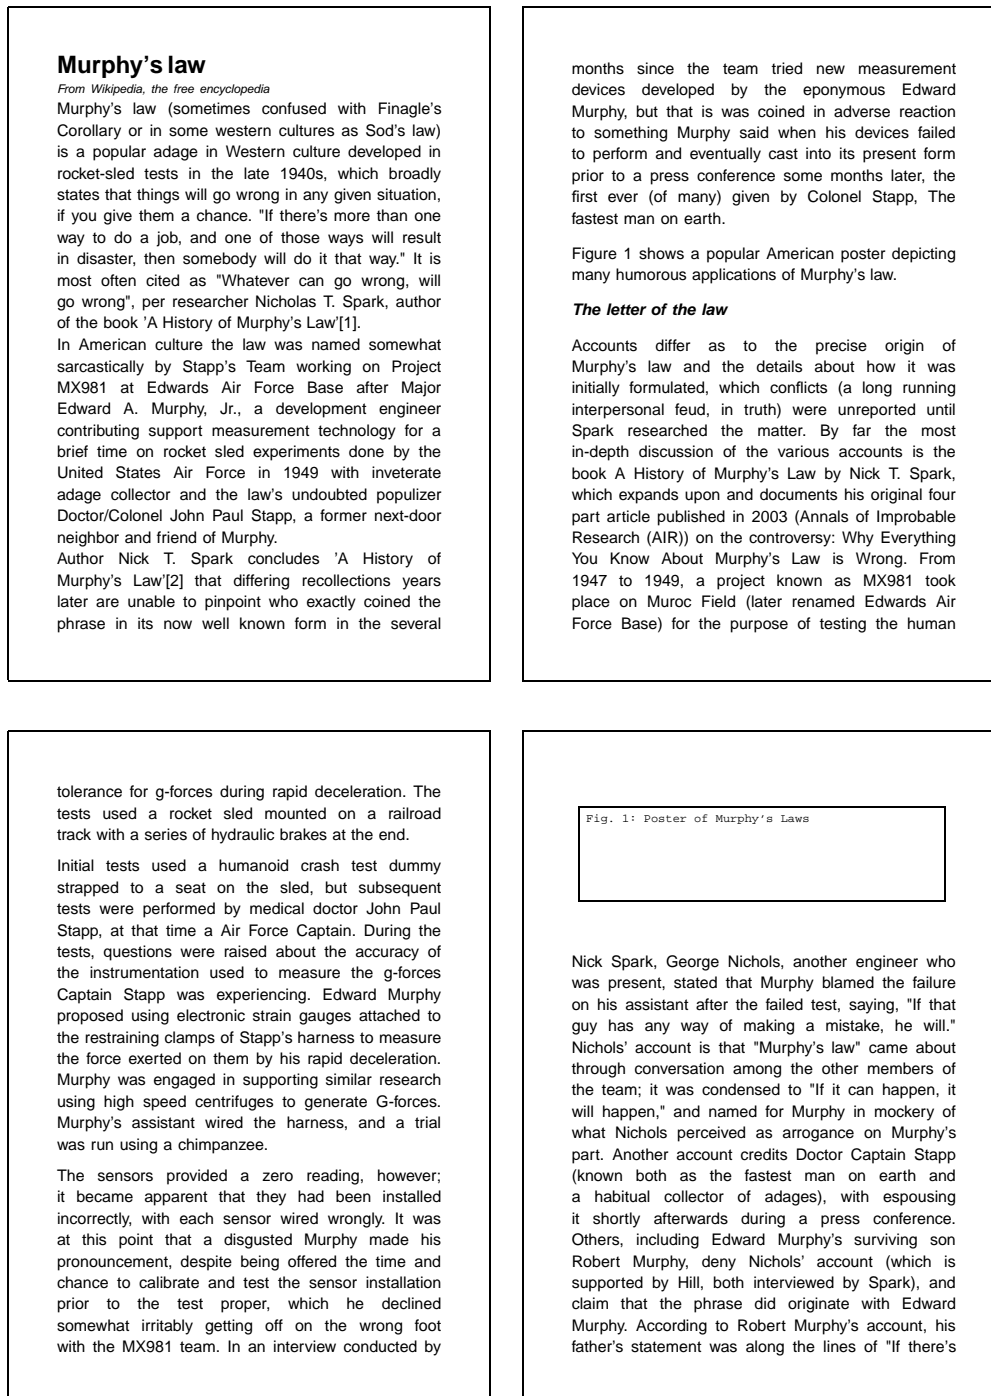 Murphy's law
From Wikipedia, the free encyclopedia
Murphy's law (sometimes confused with Finagle's
Corollary or in some western cultures as Sod's law)
is a popular adage in Western culture developed in
rocket-sled tests in the late 1940s, which broadly
states that things will go wrong in any given situation,
if you give them a chance. "If there's more than one
way to do a job, and one of those ways will result
in disaster, then somebody will do it that way." It is
most often cited as "Whatever can go wrong, will
go wrong", per researcher Nicholas T. Spark, author
of the book 'A History of Murphy's Law'[1].
In American culture the law was named somewhat
sarcastically by Stapp's Team working on Project
MX981 at Edwards Air Force Base after Major
Edward A. Murphy, Jr., a development engineer
contributing support measurement technology for a
brief time on rocket sled experiments done by the
United States Air Force in 1949 with inveterate
adage collector and the law's undoubted populizer
Doctor/Colonel John Paul Stapp, a former next-door
neighbor and friend of Murphy.
Author Nick T. Spark concludes 'A History of
Murphy's Law'[2] that differing recollections years
later are unable to pinpoint who exactly coined the
phrase in its now well known form in the several
months since the team tried new measurement
devices developed by the eponymous Edward
Murphy, but that is was coined in adverse reaction
to something Murphy said when his devices failed
to perform and eventually cast into its present form
prior to a press conference some months later, the
first ever (of many) given by Colonel Stapp, The
fastest man on earth.
Figure 1 shows a popular American poster depicting
many humorous applications of Murphy's law.
The letter of the law
Accounts differ as to the precise origin of
Murphy's law and the details about how it was
initially formulated, which conflicts (a long running
interpersonal feud, in truth) were unreported until
Spark researched the matter. By far the most
in-depth discussion of the various accounts is the
book A History of Murphy's Law by Nick T. Spark,
which expands upon and documents his original four
part article published in 2003 (Annals of Improbable
Research (AIR)) on the controversy: Why Everything
You Know About Murphy's Law is Wrong. From
1947 to 1949, a project known as MX981 took
place on Muroc Field (later renamed Edwards Air
Force Base) for the purpose of testing the human
tolerance for g-forces during rapid deceleration. The
tests used a rocket sled mounted on a railroad
track with a series of hydraulic brakes at the end.
Initial tests used a humanoid crash test dummy
strapped to a seat on the sled, but subsequent
tests were performed by medical doctor John Paul
Stapp, at that time a Air Force Captain. During the
tests, questions were raised about the accuracy of
the instrumentation used to measure the g-forces
Captain Stapp was experiencing. Edward Murphy
proposed using electronic strain gauges attached to
the restraining clamps of Stapp's harness to measure
the force exerted on them by his rapid deceleration.
Murphy was engaged in supporting similar research
using high speed centrifuges to generate G-forces.
Murphy's assistant wired the harness, and a trial
was run using a chimpanzee.
The sensors provided a zero reading, however;
it became apparent that they had been installed
incorrectly, with each sensor wired wrongly. It was
at this point that a disgusted Murphy made his
pronouncement, despite being offered the time and
chance to calibrate and test the sensor installation
prior to the test proper, which he declined
somewhat irritably getting off on the wrong foot
with the MX981 team. In an interview conducted by
Fig. 1: Poster of Murphy's Laws
Nick Spark, George Nichols, another engineer who
was present, stated that Murphy blamed the failure
on his assistant after the failed test, saying, "If that
guy has any way of making a mistake, he will."
Nichols' account is that "Murphy's law" came about
through conversation among the other members of
the team; it was condensed to "If it can happen, it
will happen," and named for Murphy in mockery of
what Nichols perceived as arrogance on Murphy's
part. Another account credits Doctor Captain Stapp
(known both as the fastest man on earth and
a habitual collector of adages), with espousing
it shortly afterwards during a press conference.
Others, including Edward Murphy's surviving son
Robert Murphy, deny Nichols' account (which is
supported by Hill, both interviewed by Spark), and
claim that the phrase did originate with Edward
Murphy. According to Robert Murphy's account, his
father's statement was along the lines of "If there's